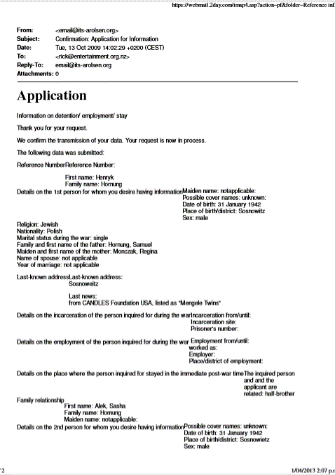 https://webmail.2day.com/imap4.asp?action=pf&folder=Reference inf
From: <email@its-arolsen.org>
Subject: Confirmation: Application for Information
Date: Tue, 13 Oct 2009 14:02:29 +0200 (CEST)
To: <rick@entertainment.org.nz>
Reply-To: email@its-arolsen.org
Attachments: 0
Application
Information on detention/ employment/ stay
Thank you for your request.
We confirm the transmission of your data. Your request is now in process.
The following data was submitted:
Reference NumberReference Number:
First name: Henryk
Family name: Hornung
Details on the 1st person for whom you desire having informationMaiden name: notapplicable:
Possible cover names: unknown:
Date of birth: 31 January 1942
Place of birth/district: Sosnowitz
Sex: male
Religion: Jewish
Nationality: Polish
Marital status during the war: single
Family and first name of the father: Hornung, Samuel
Maiden and first name of the mother: Monczak, Regina
Name of spouse: not applicable
Year of marriage: not applicable
Last-known address:Last-known address:
Sosnoweitz
Last news:
from CANDLES Foundation USA, listed as "Mengele Twins"
Details on the incarceration of the person inquired for during the warIncarceration from/until:
Incarceration site:
Prisoner's number:
Details on the employment of the person inquired for during the war Employment from/until:
worked as:
Employer:
Place/district of employment:
Details on the place where the person inquired for stayed in the immediate post-war timeThe inquired person
and and the
applicant are
related: half-brother
Family relationship
First name: Alek, Sasha
Family name: Hornung
Maiden name: notapplicable:
Details on the 2nd person for whom you desire having informationPossible cover names: unknown:
Date of birth: 31 January 1942
Place of birth/district: Sosnowietz
Sex: male
1/04/2013 2:07 p.m